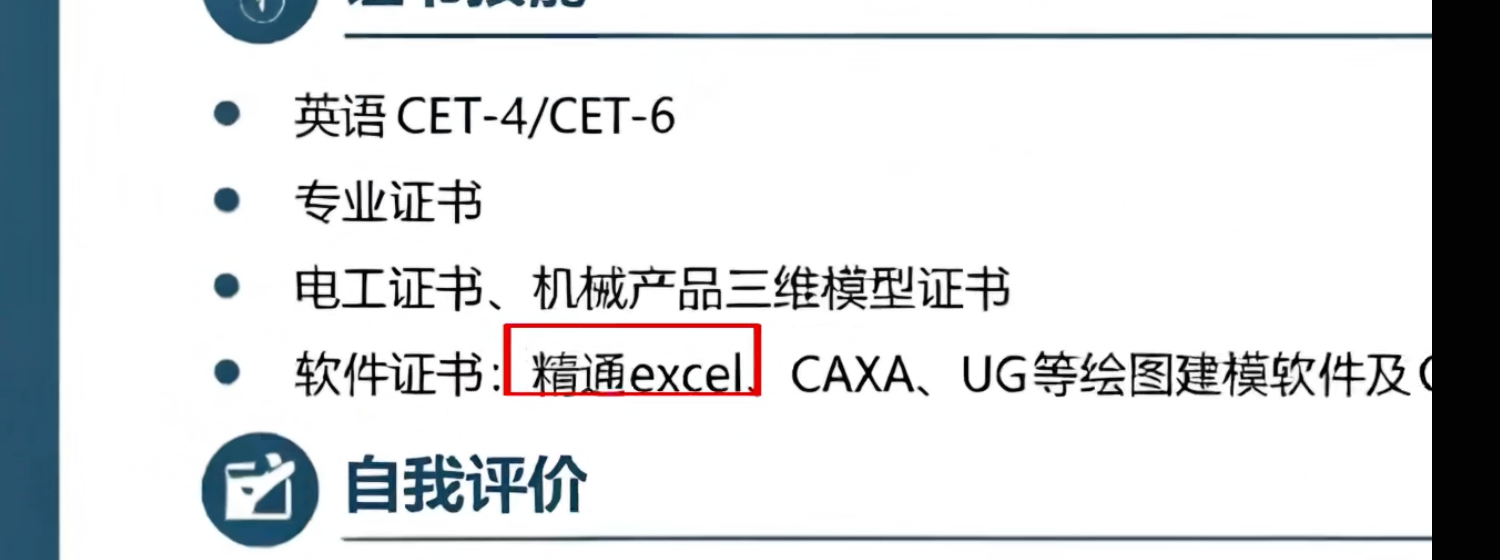 英语 CET-4/CET-6
专业证书
电工证书、机械产品三维模型证书
软件证书：精通excel、CAXA、UG等绘图建模软件及
自我评价